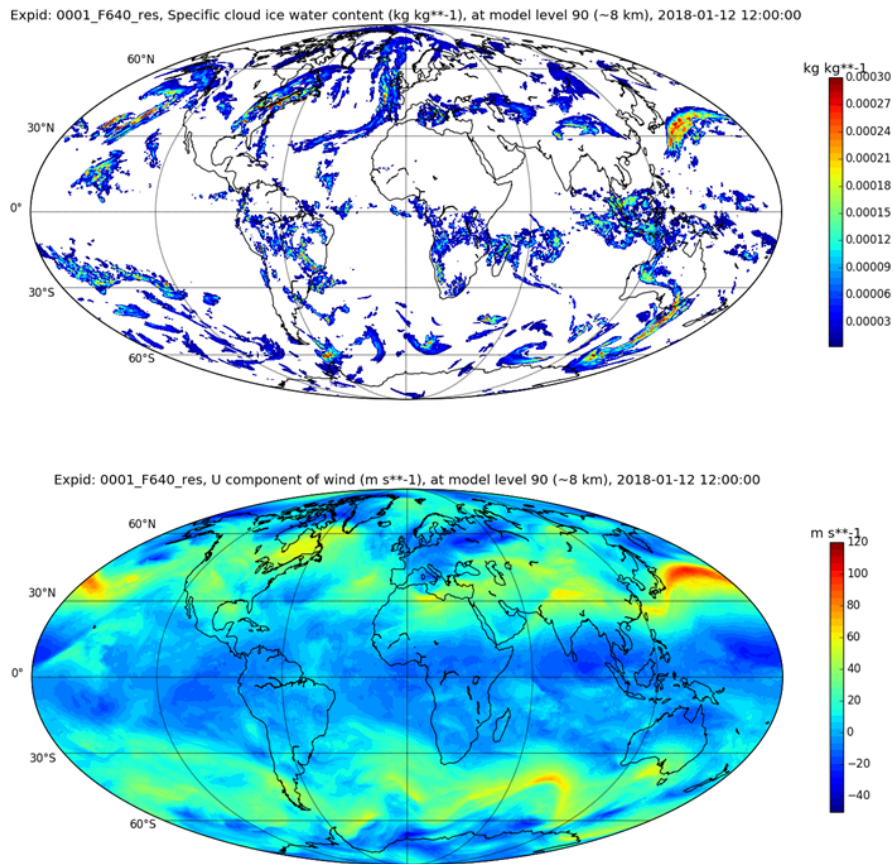 Expid: 0001_F640_res, Specific cloud ice water content (kg kg**-1), at model level 90 (~8 km), 2018-01-12 12:00:00
kg kg**-1
60°N
30°N
0°
30°S
60°S
0.00030
0.00027
0.00024
0.00021
0.00018
0.00015
0.00012
0.00009
0.00006
0.00003
Expid: 0001_F640_res, U component of wind (m s**-1), at model level 90 (~8 km), 2018-01-12 12:00:00
m s**-1
60°N
30°N
0°
30°S
60°S
120
100
80
60
40
20
0
−20
−40